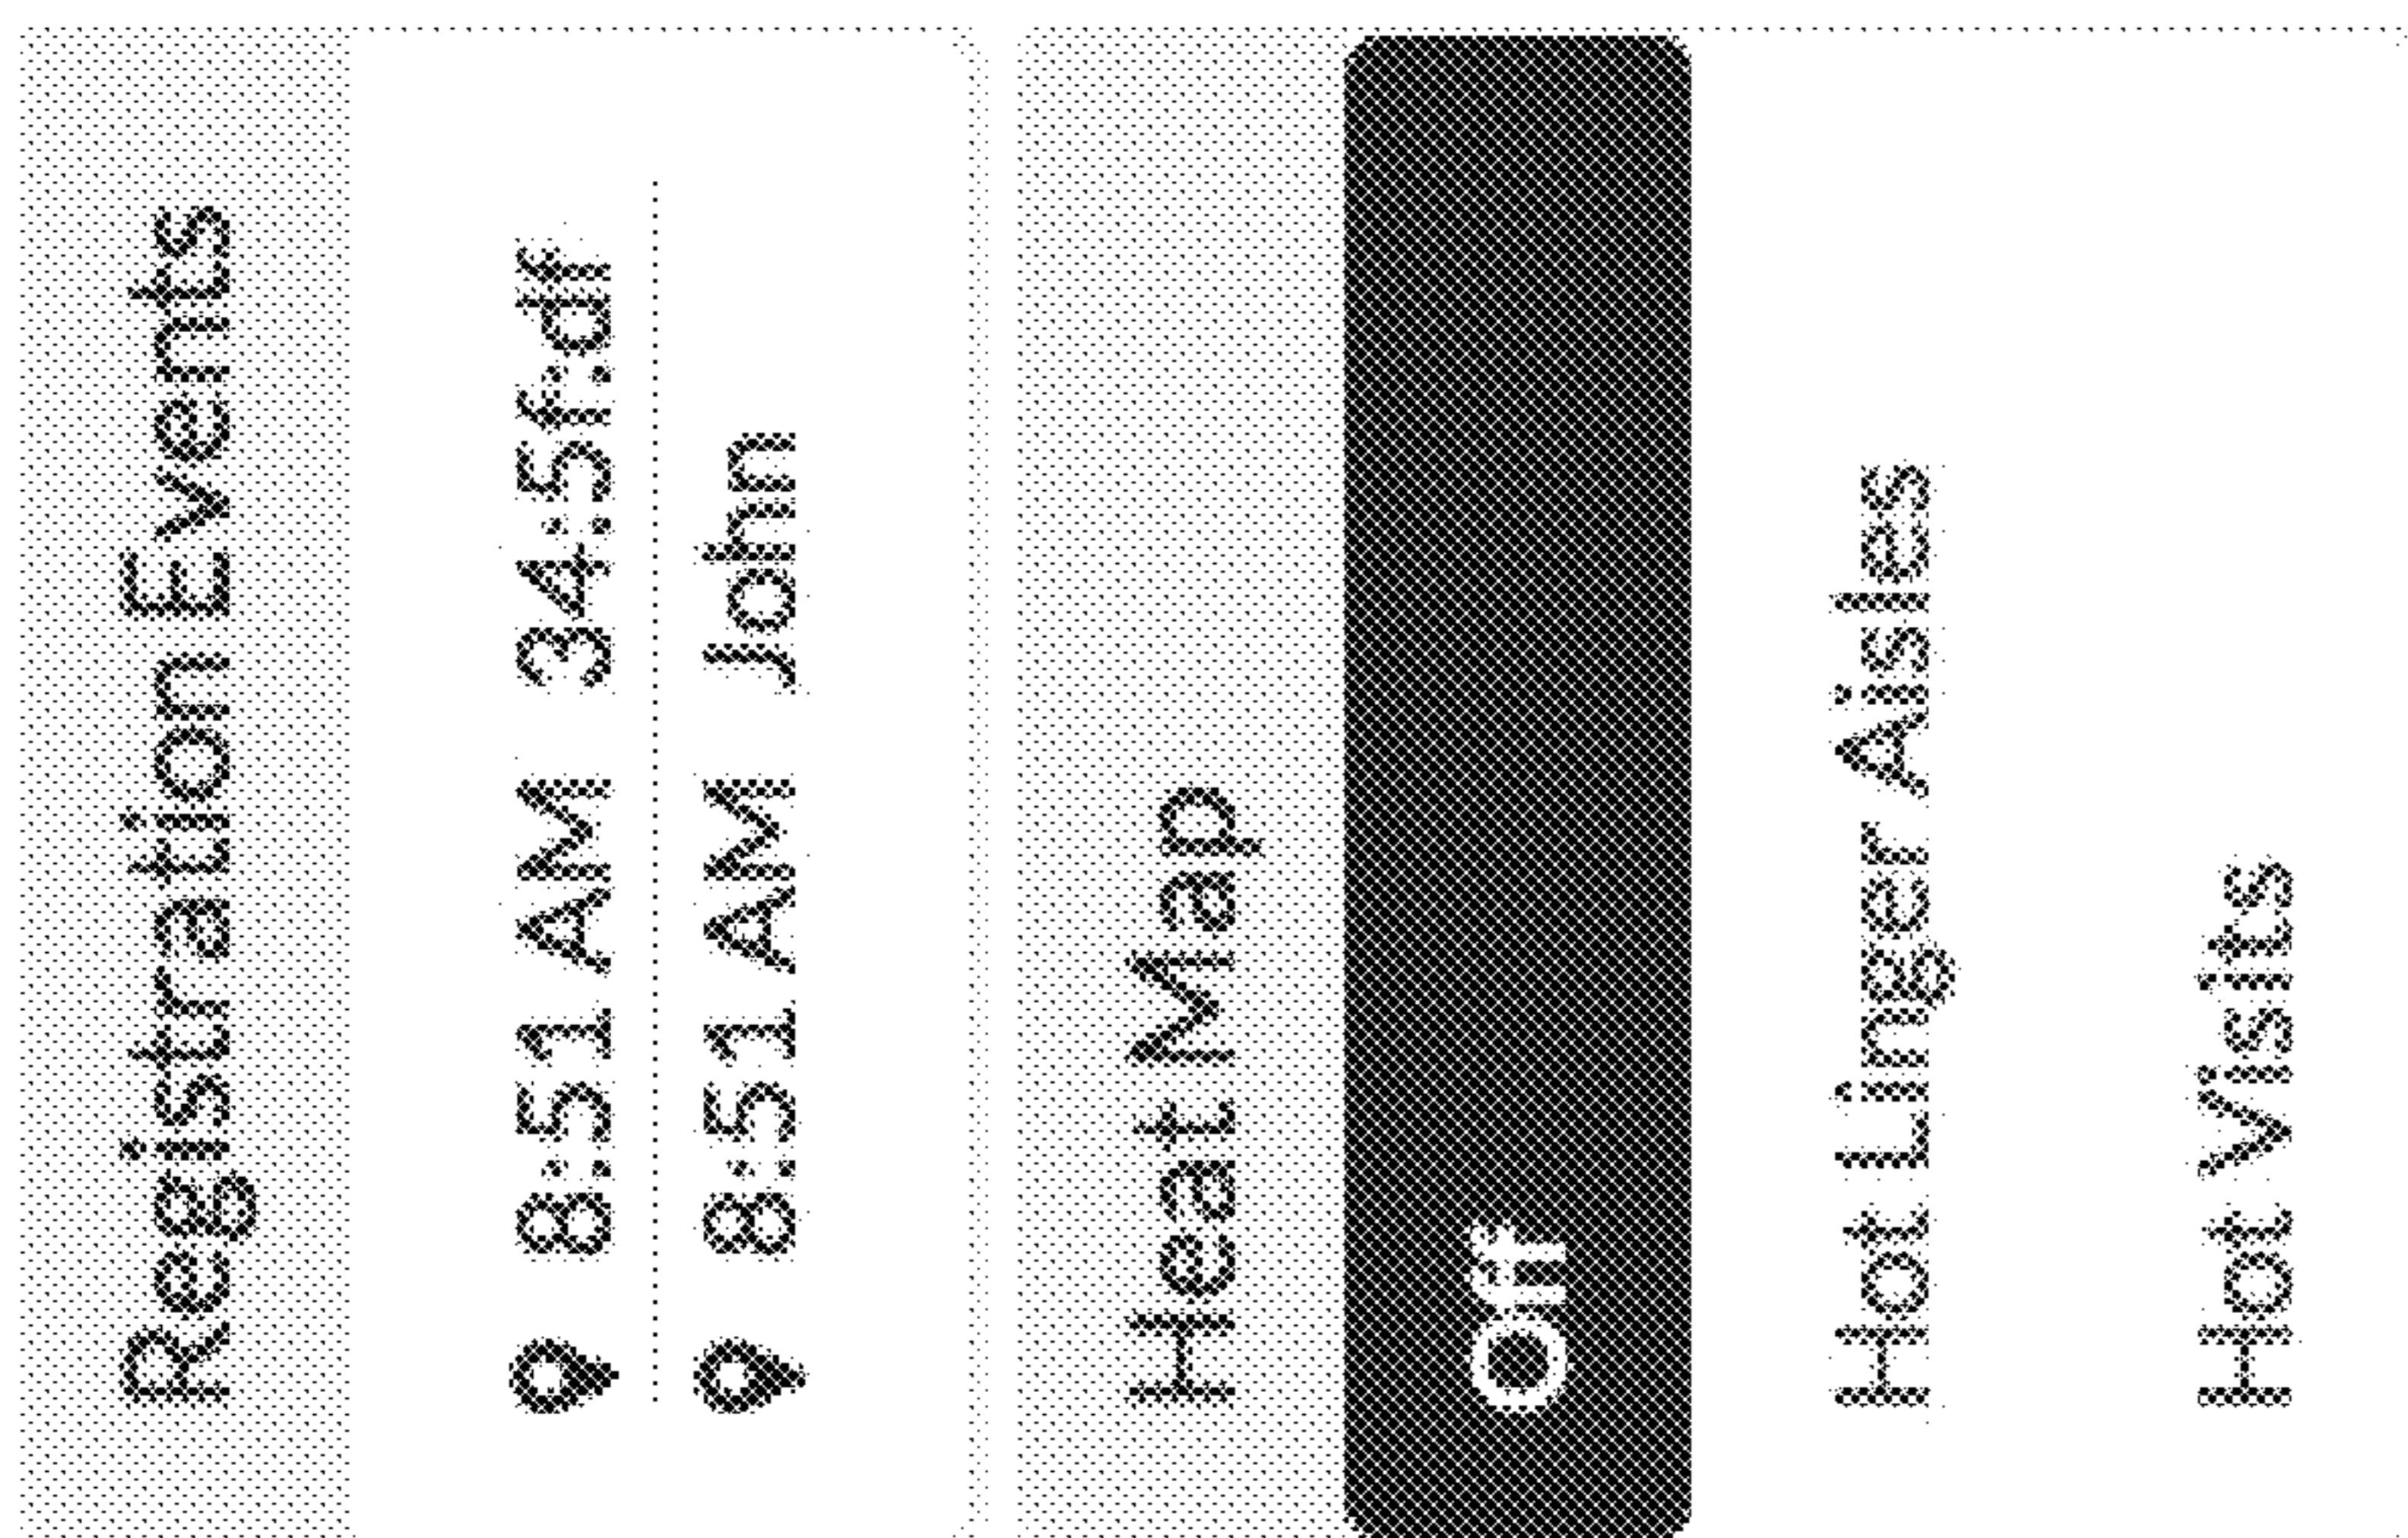 Registration Events
8:51 AM 34:5f:df
8:51 AM John
Heat Map
Off
Hot Linger Aisles
Hot Visits